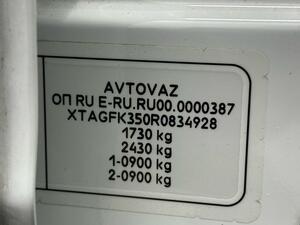 AVTOVAZ
ОП RU E-RU.RU00.0000387
XTAGFK350R0834928
1730 kg
2430 kg
1-0900 kg
2-0900 kg